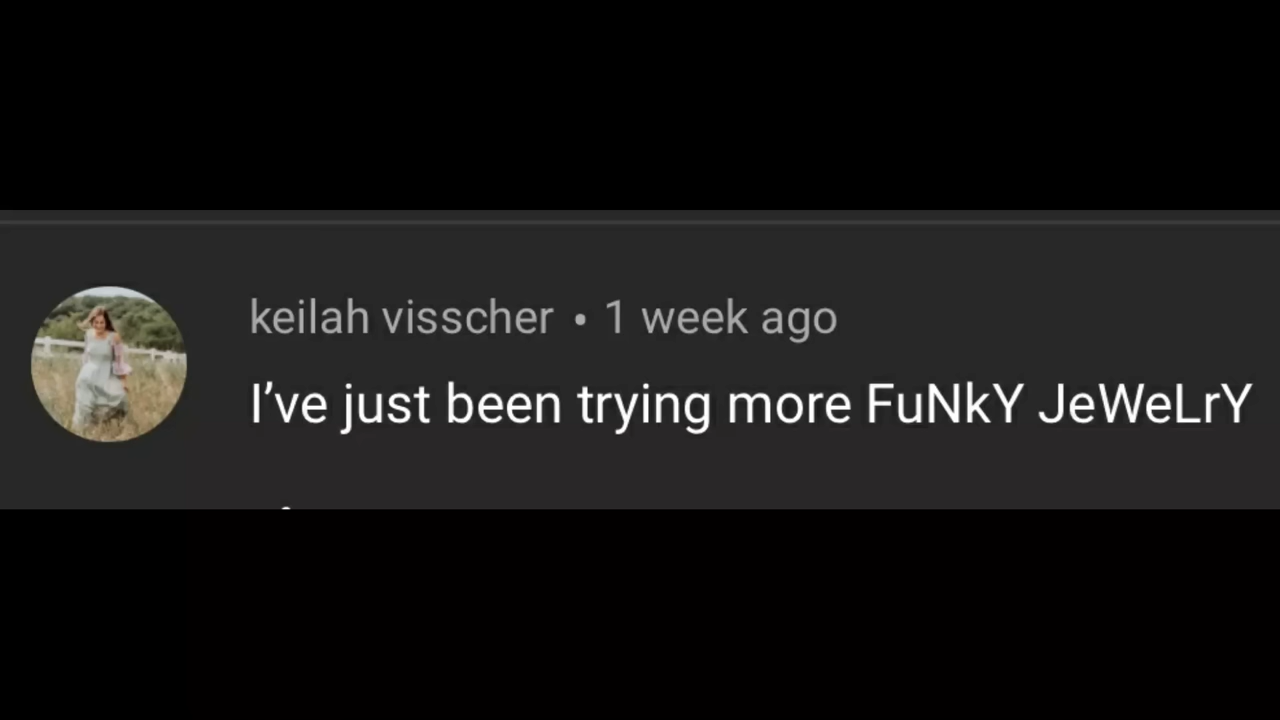 keilah visscher • 1 week ago
I’ve just been trying more FuNkY JeWeLrY